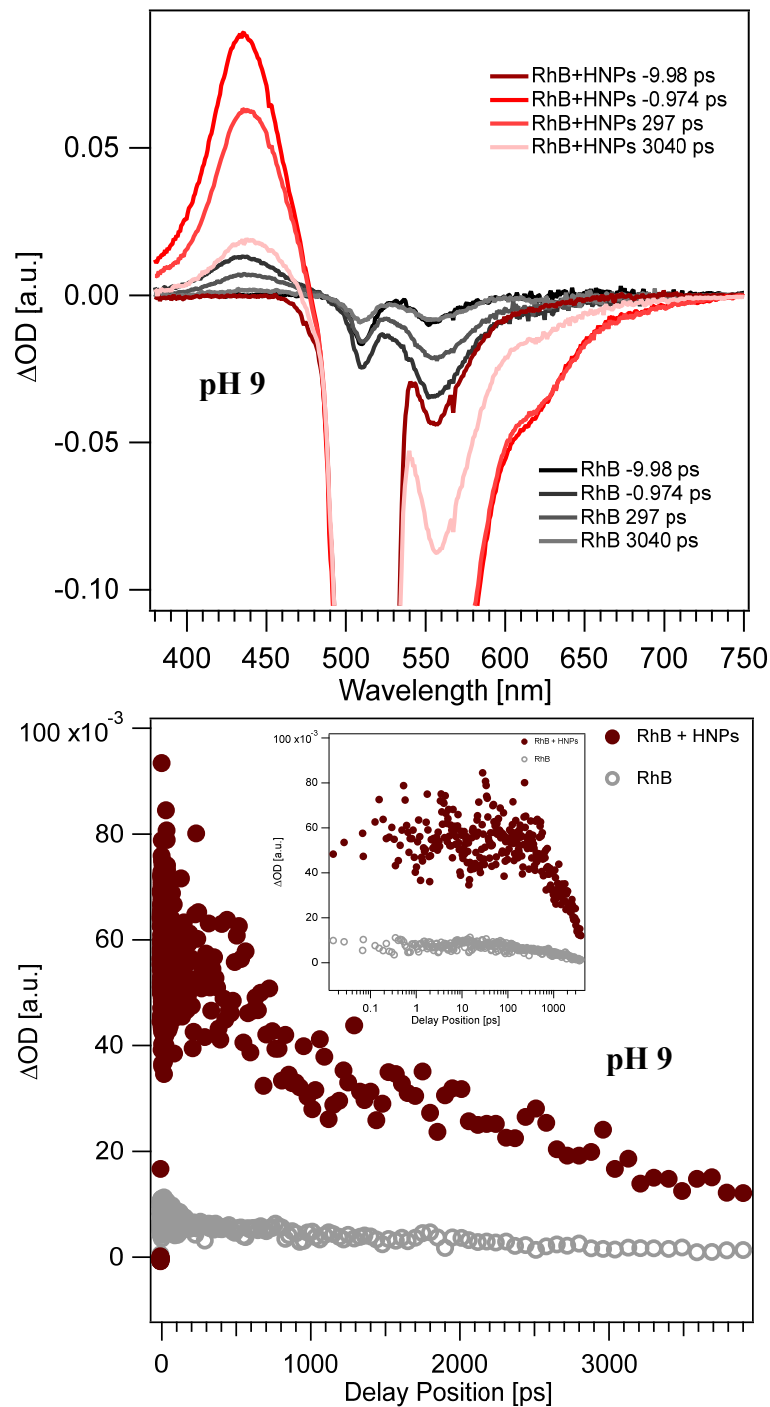 RhB+HNPs -9.98 ps
RhB+HNPs -0.974 ps
RhB+HNPs 297 ps
RhB+HNPs 3040 ps
0.05
0.00
-0.05
-0.10
ΔOD [a.u.]
pH 9
RhB -9.98 ps
RhB -0.974 ps
RhB 297 ps
RhB 3040 ps
400 450 500 550 600 650 700 750
Wavelength [nm]
100 x10-3
80
60
40
20
0
ΔOD [a.u.]
RhB + HNPs
RhB
100 x10-3
80
60
40
20
0
ΔOD [a.u.]
RhB + HNPs
RhB
0.1 1 10 100 1000
Delay Position [ps]
pH 9
0 1000 2000 3000
Delay Position [ps]